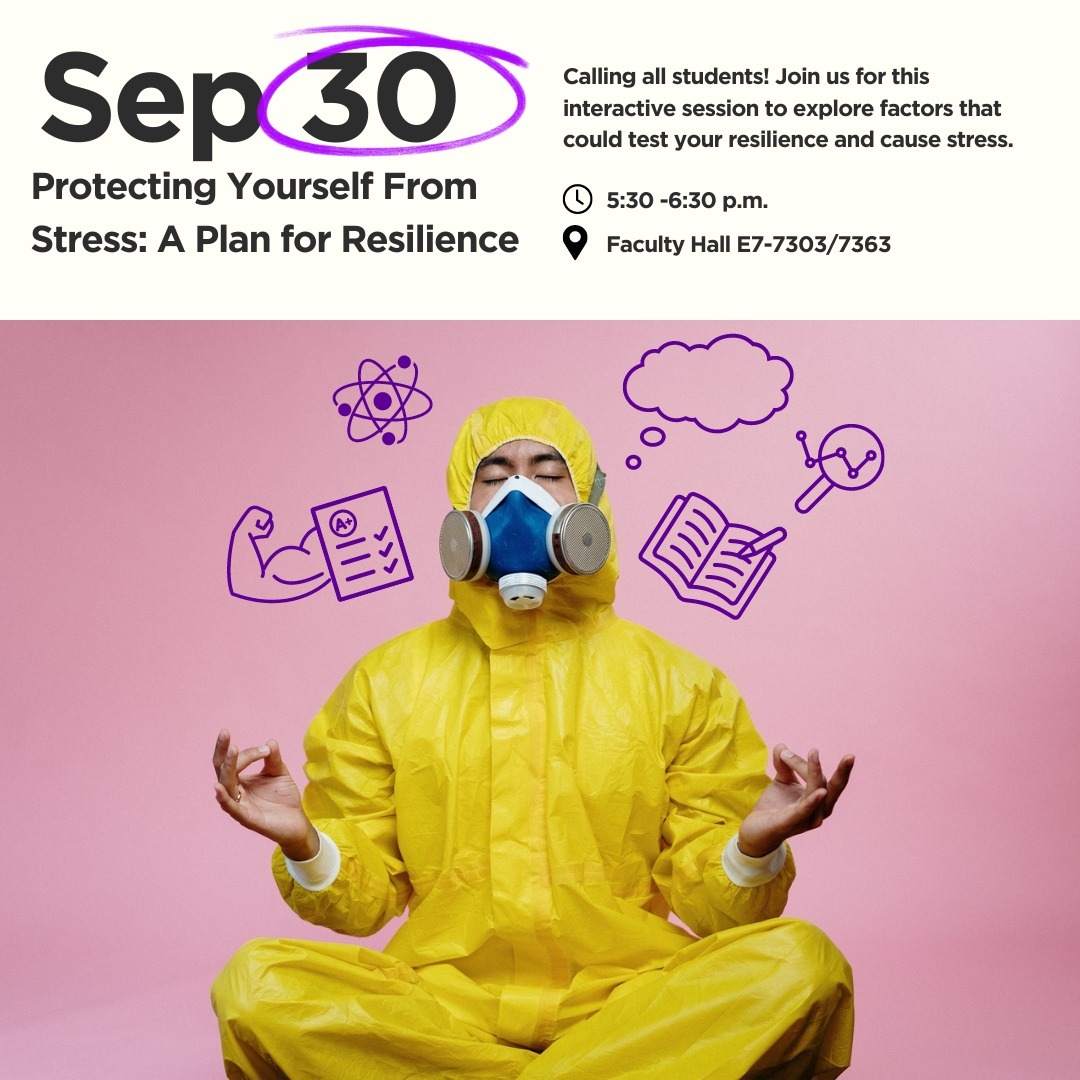 Sep 30
Protecting Yourself From
Stress: A Plan for Resilience
Calling all students! Join us for this
interactive session to explore factors that
could test your resilience and cause stress.
5:30 -6:30 p.m.
Faculty Hall E7-7303/7363
A+